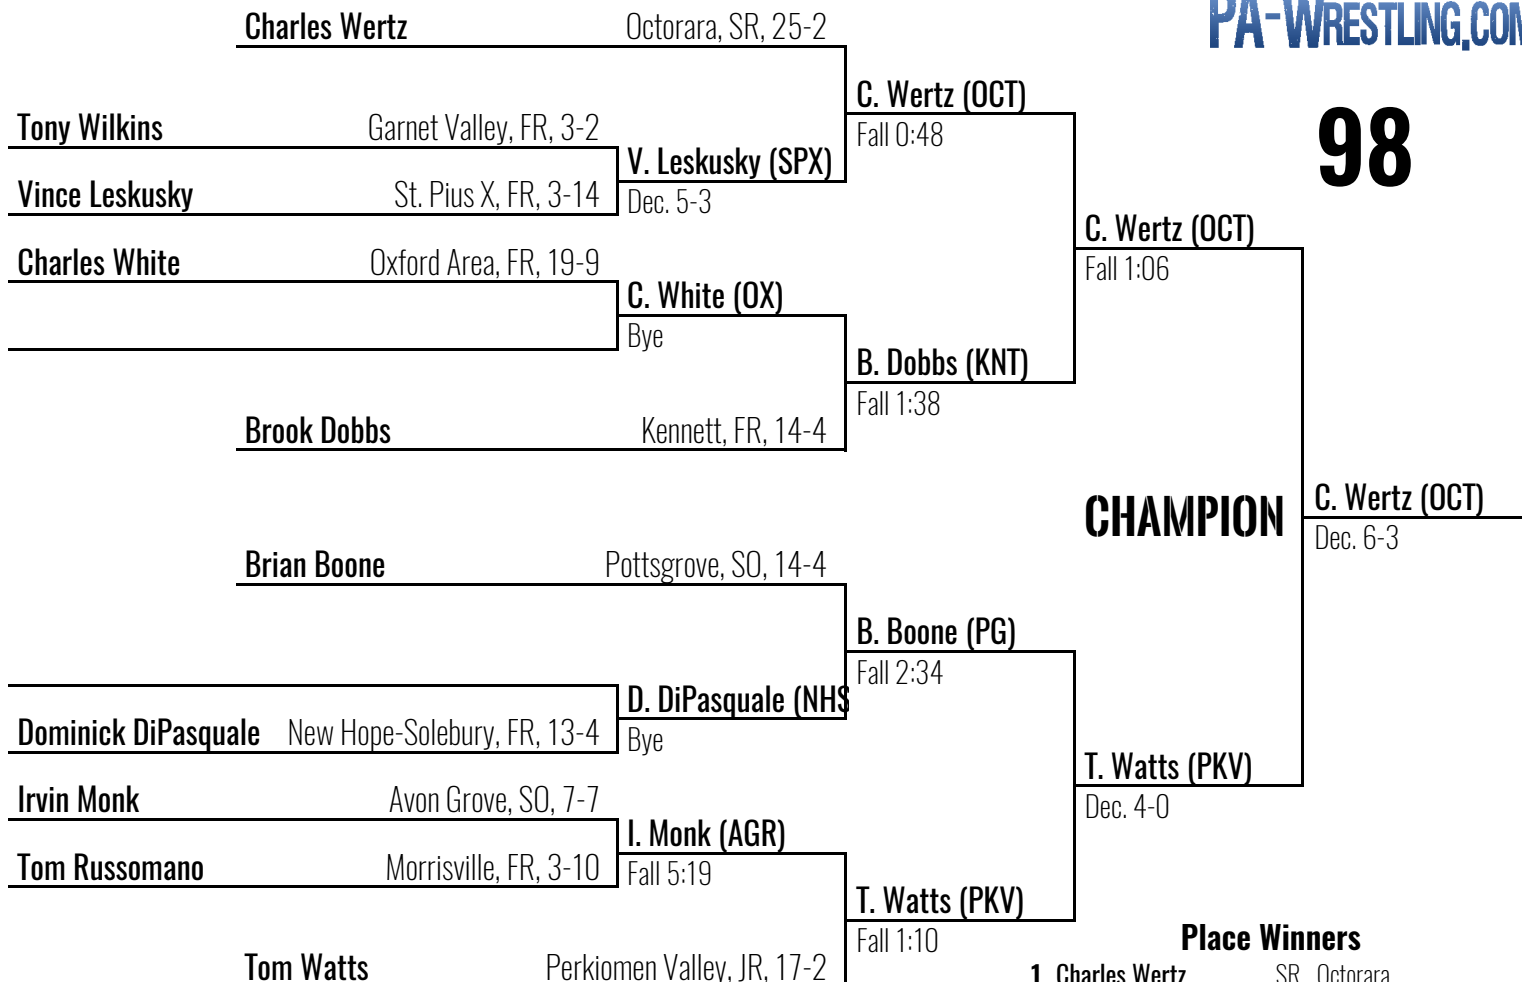 PA-WRESTLING.COM
98
Charles Wertz Octorara, SR, 25-2
C. Wertz (OCT)
Fall 0:48
Tony Wilkins Garnet Valley, FR, 3-2
V. Leskusky (SPX)
Dec. 5-3
Vince Leskusky St. Pius X, FR, 3-14
C. Wertz (OCT)
Fall 1:06
Charles White Oxford Area, FR, 19-9
C. White (OX)
Bye
B. Dobbs (KNT)
Fall 1:38
Brook Dobbs Kennett, FR, 14-4
CHAMPION
C. Wertz (OCT)
Dec. 6-3
Brian Boone Pottsgrove, SO, 14-4
B. Boone (PG)
Fall 2:34
D. DiPasquale (NHS
Bye
Dominick DiPasquale New Hope-Solebury, FR, 13-4
T. Watts (PKV)
Dec. 4-0
Irvin Monk Avon Grove, SO, 7-7
I. Monk (AGR)
Fall 5:19
Tom Russomano Morrisville, FR, 3-10
T. Watts (PKV)
Fall 1:10
Tom Watts Perkiomen Valley, JR, 17-2
Place Winners
1 Charles Wertz SR Octorara